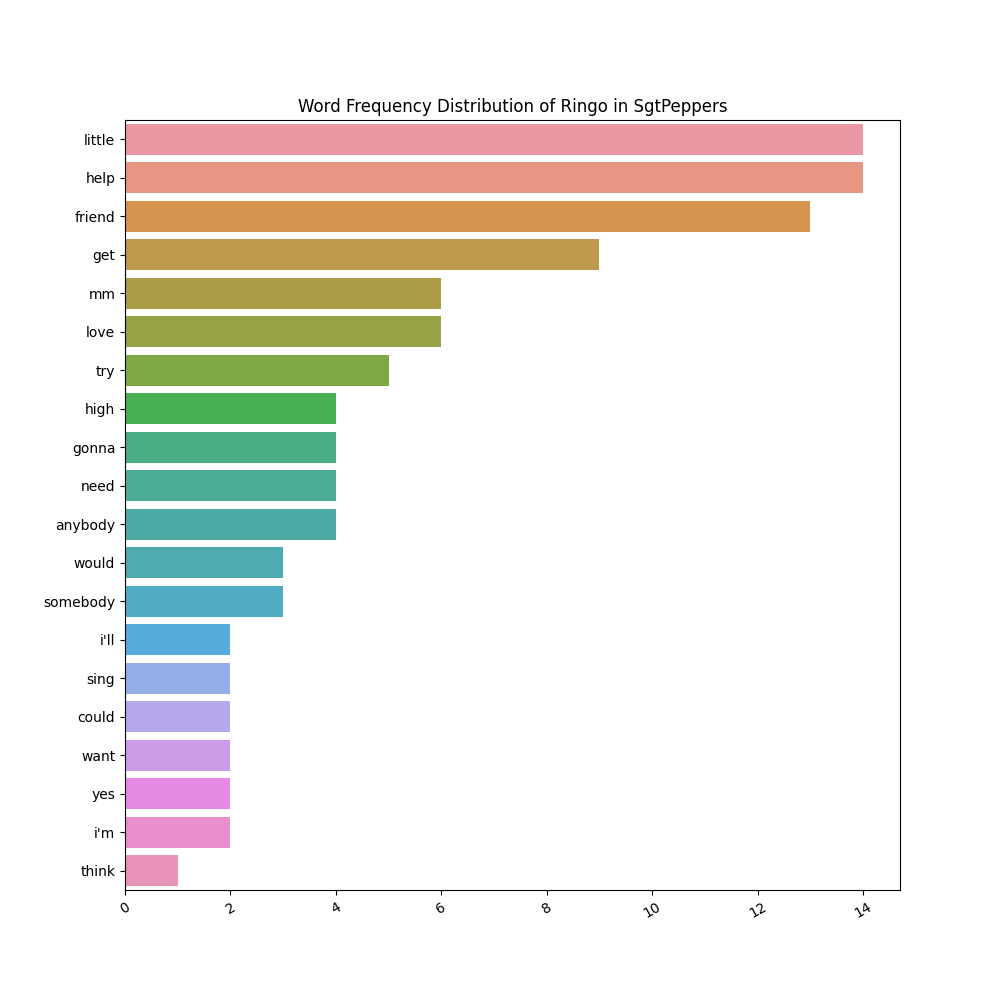 Word Frequency Distribution of Ringo in SgtPeppers
little
help
friend
get
mm
love
try
high
gonna
need
anybody
would
somebody
i'll
sing
could
want
yes
i'm
think
0 2 4 6 8 10 12 14